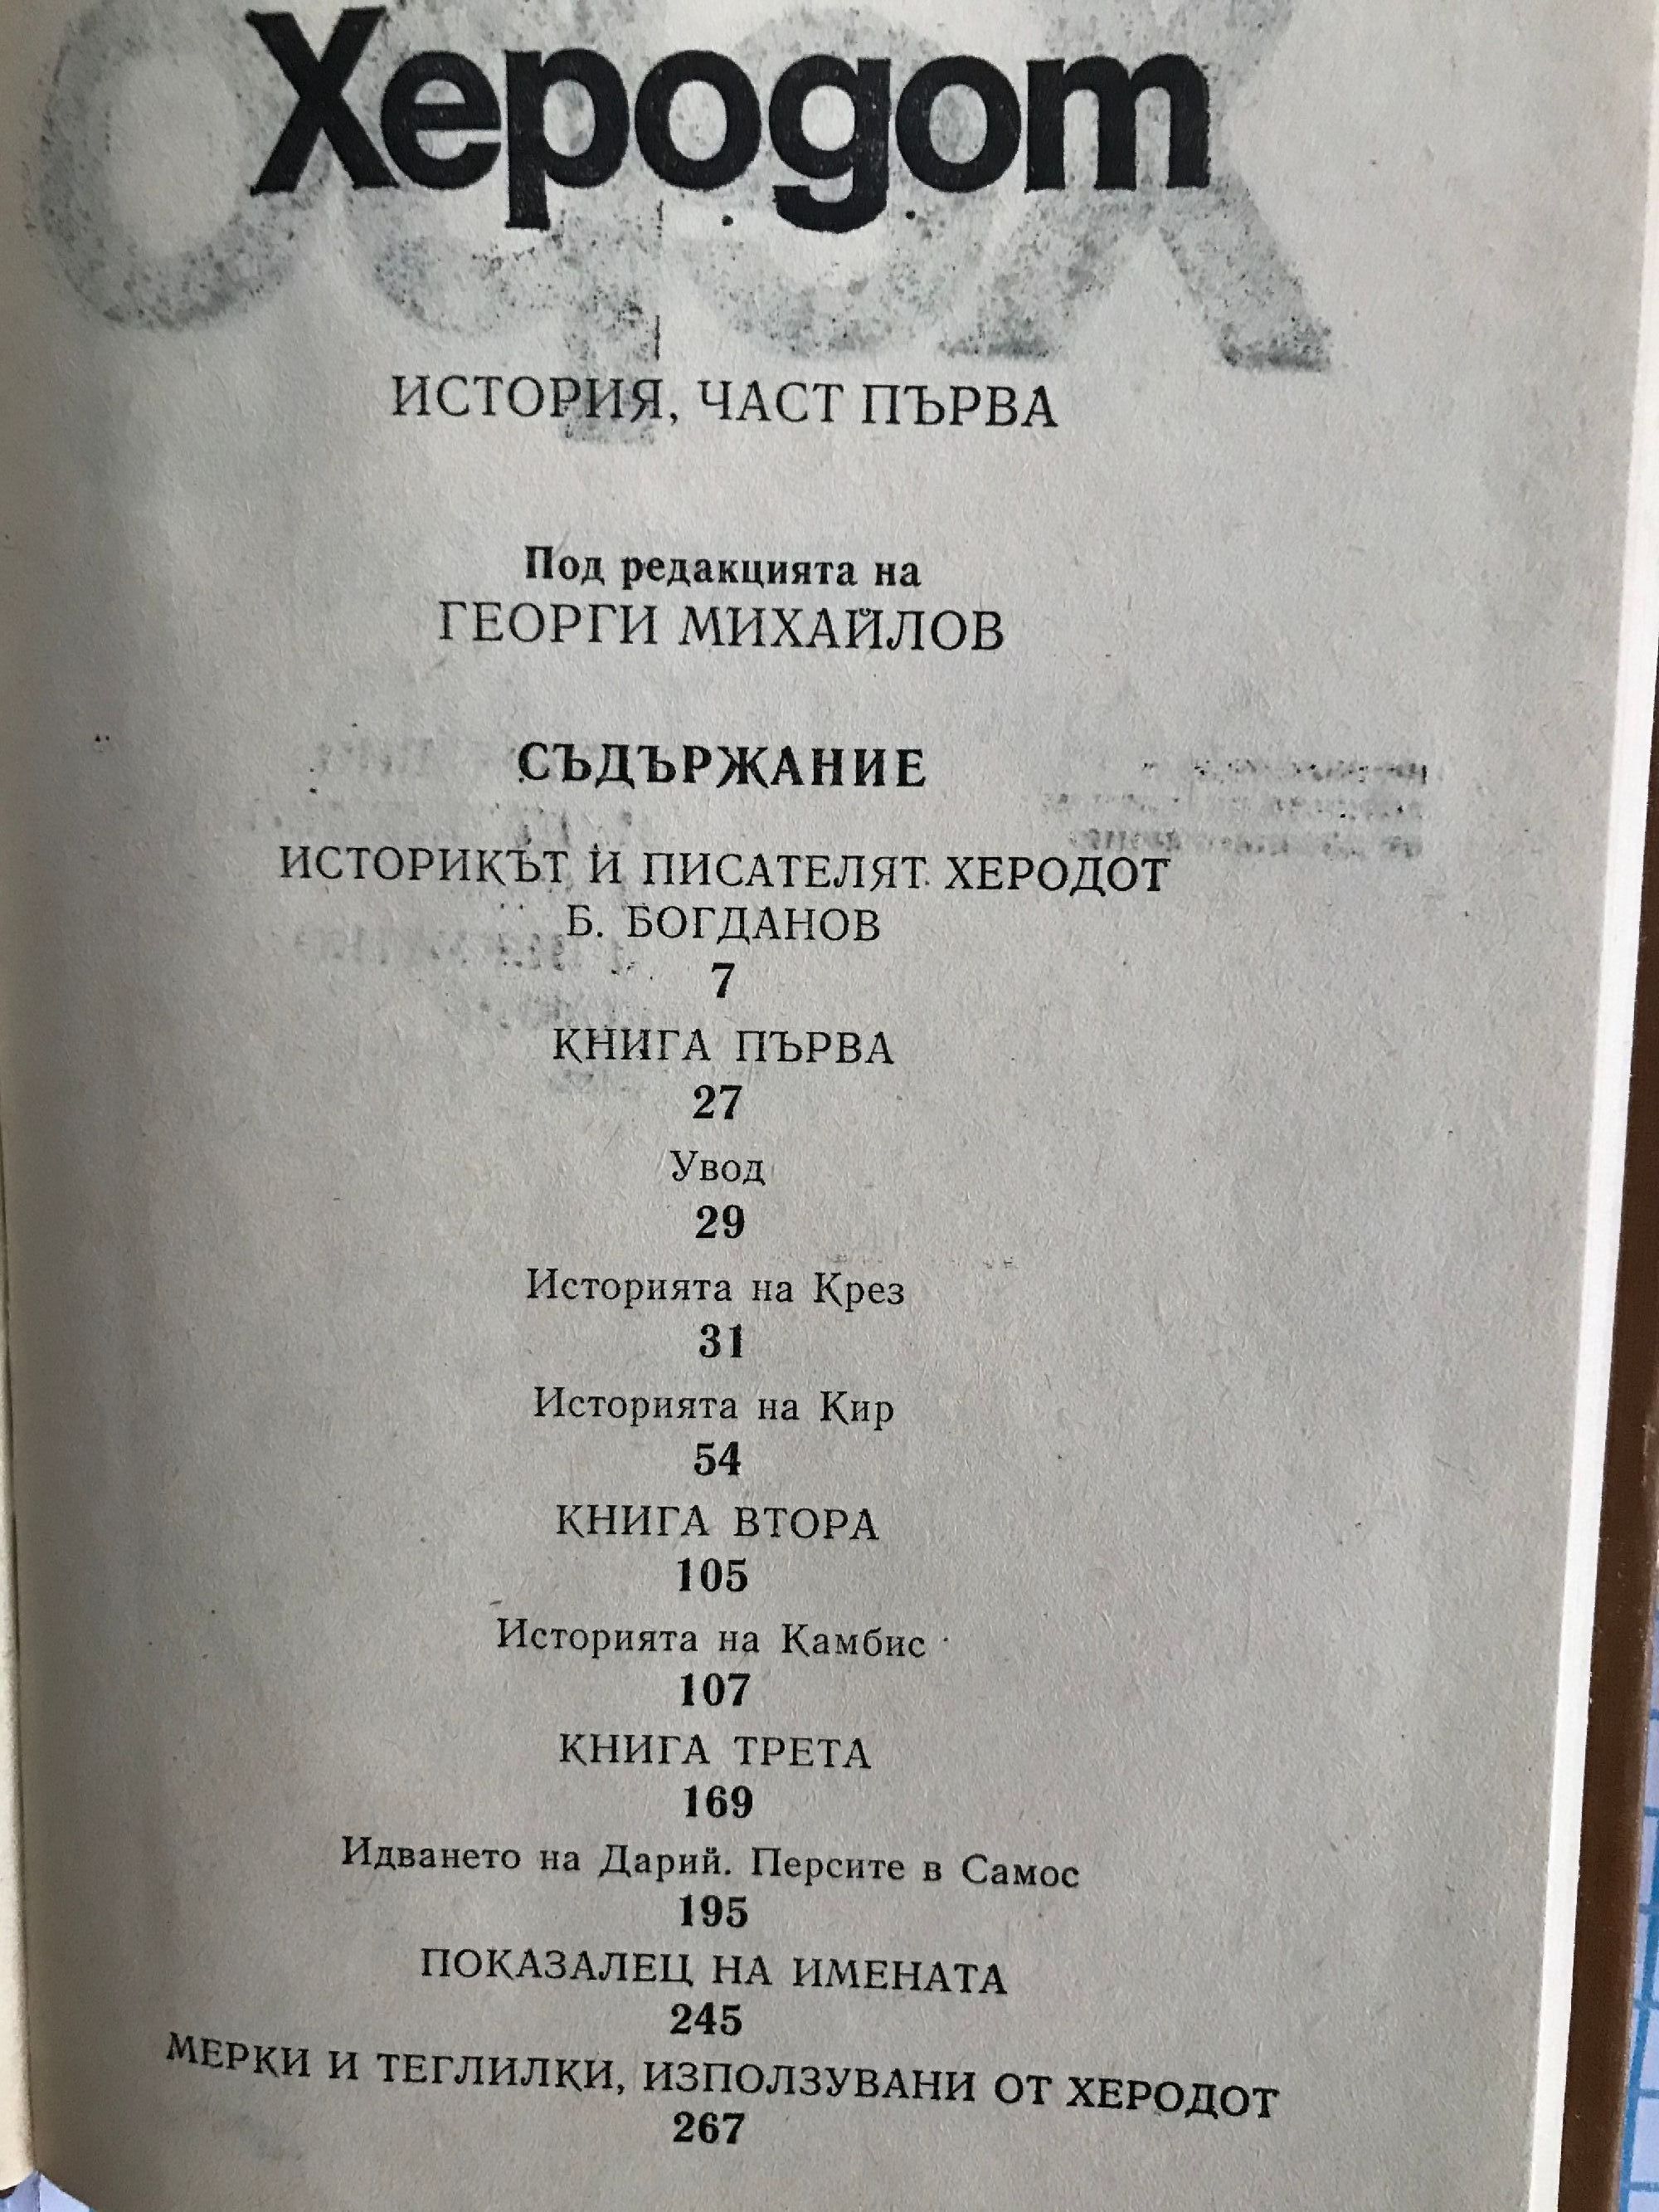 Херодот
ИСТОРИЯ, ЧАСТ ПЪРВА
Под редакцията на
ГЕОРГИ МИХАЙЛОВ
СЪДЪРЖАНИЕ
ИСТОРИКЪТ И ПИСАТЕЛЯТ ХЕРОДОТ
Б. БОГДАНОВ
7
КНИГА ПЪРВА
27
Увод
29
Историята на Крез
31
Историята на Кир
54
КНИГА ВТОРА
105
Историята на Камбис
107
КНИГА ТРЕТА
169
Идването на Дарий. Персите в Самос
195
ПОКАЗАЛЕЦ НА ИМЕНАТА
245
МЕРКИ И ТЕГЛИЛКИ, ИЗПОЛЗУВАНИ ОТ ХЕРОДОТ
267